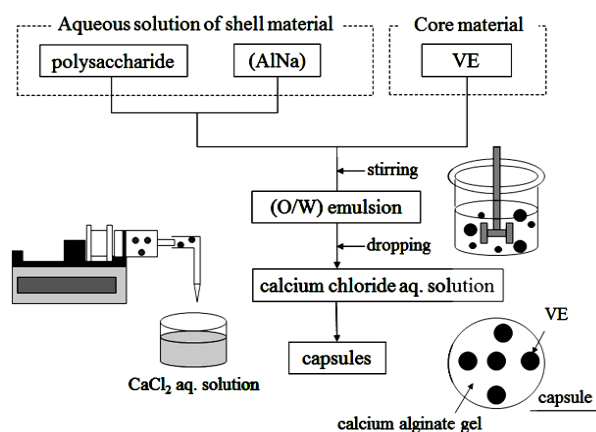 Aqueous solution of shell material
Core material
polysaccharide
(AlNa)
VE
stirring
(O/W) emulsion
dropping
calcium chloride aq. solution
CaCl₂ aq. solution
capsules
VE
capsule
calcium alginate gel